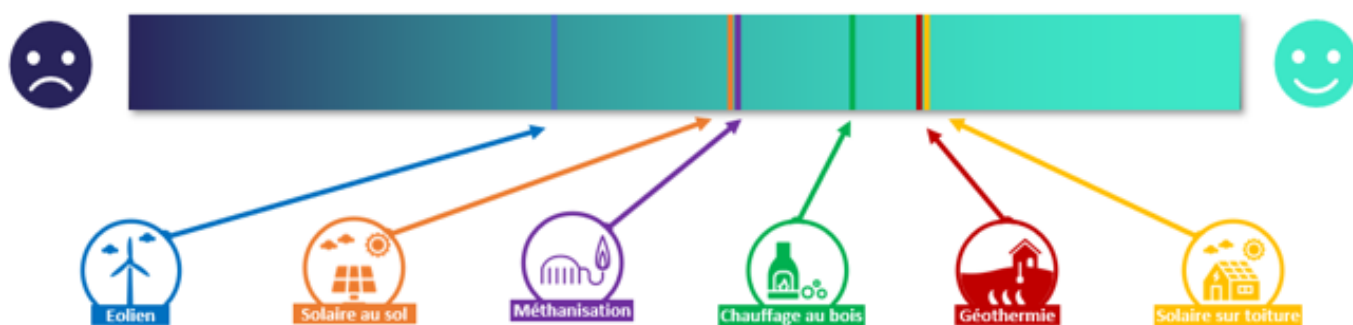 Eolien
Solaire au sol
Méthanisation
Chauffage au bois
Géothermie
Solaire sur toiture